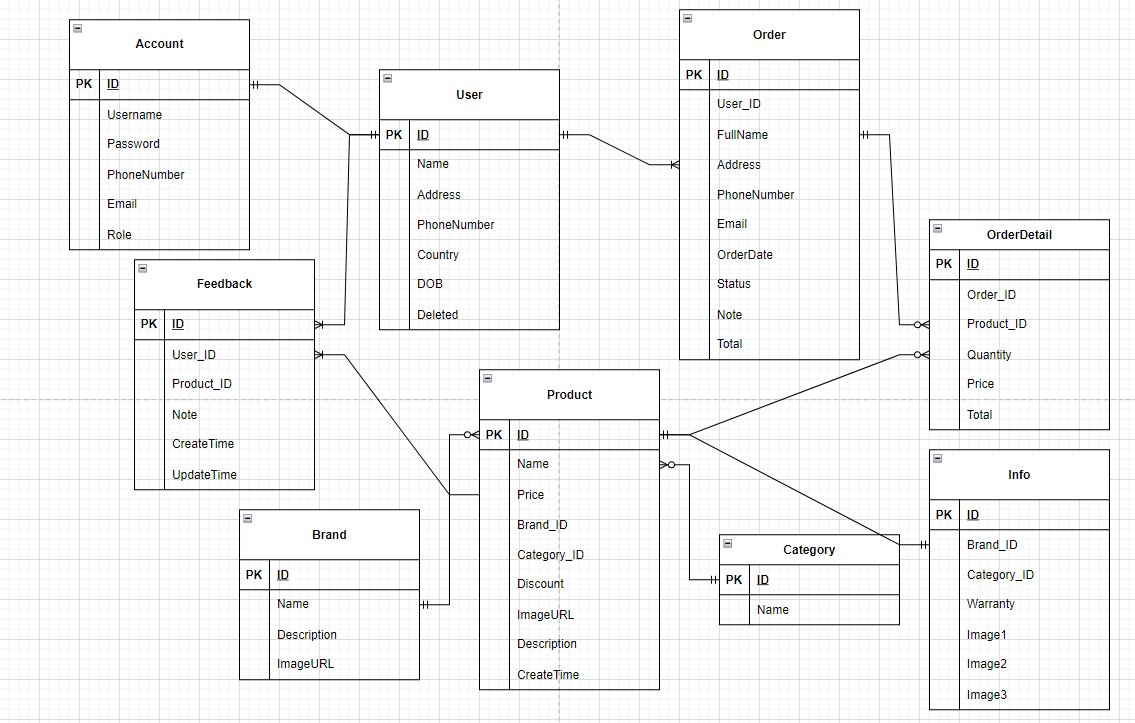 Account
PK ID
Username
Password
PhoneNumber
Email
Role
User
PK ID
Name
Address
PhoneNumber
Country
DOB
Deleted
Order
PK ID
User_ID
FullName
Address
PhoneNumber
Email
OrderDate
Status
Note
Total
OrderDetail
PK ID
Order_ID
Product_ID
Quantity
Price
Total
Feedback
PK ID
User_ID
Product_ID
Note
CreateTime
UpdateTime
Product
PK ID
Name
Price
Brand_ID
Category_ID
Discount
ImageURL
Description
CreateTime
Brand
PK ID
Name
Description
ImageURL
Category
PK ID
Name
Info
PK ID
Brand_ID
Category_ID
Warranty
Image1
Image2
Image3